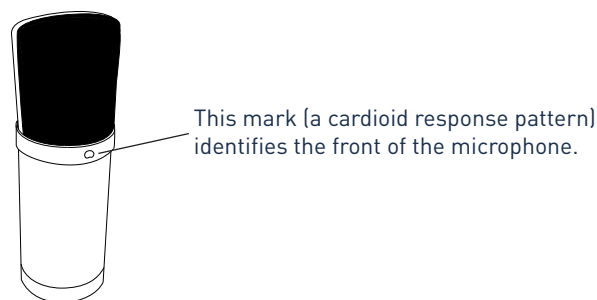 This mark (a cardioid response pattern)
identifies the front of the microphone.